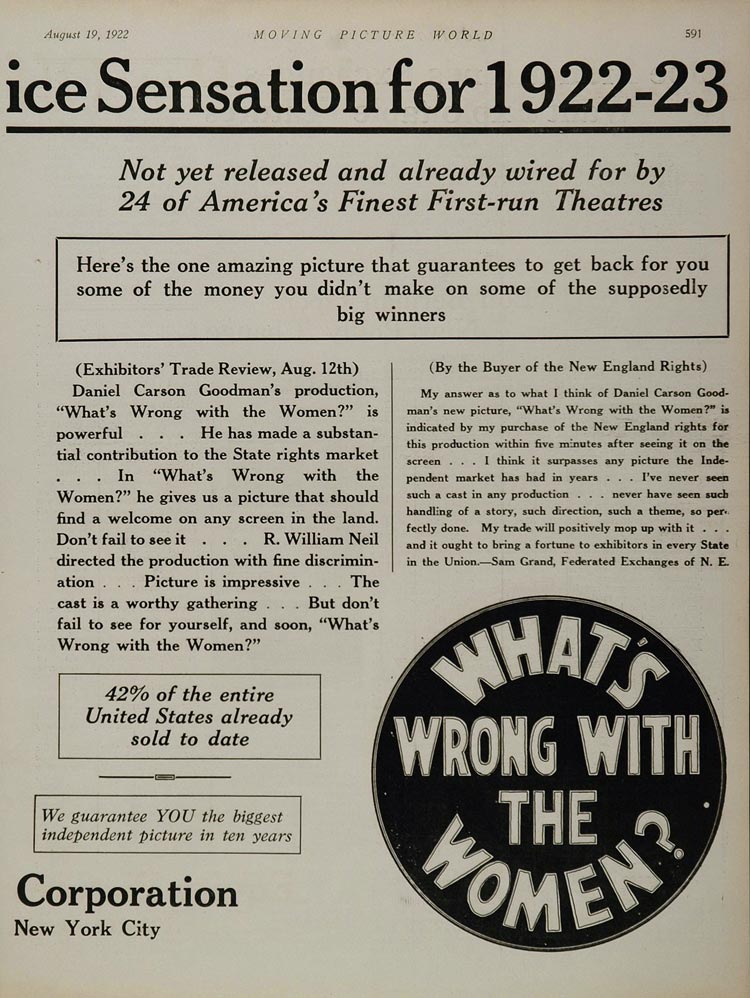 August 19, 1922
MOVING PICTURE WORLD
591
ice Sensation for 1922-23
Not yet released and already wired for by
24 of America's Finest First-run Theatres
Here's the one amazing picture that guarantees to get back for you
some of the money you didn't make on some of the supposedly
big winners
(Exhibitors' Trade Review, Aug. 12th)
Daniel Carson Goodman's production,
"What's Wrong with the Women?" is
powerful . . . He has made a substan-
tial contribution to the State rights market
. . . In "What's Wrong with the
Women?" he gives us a picture that should
find a welcome on any screen in the land.
Don't fail to see it . . . R. William Neil
directed the production with fine discrimin-
ation . . . Picture is impressive . . . The
cast is a worthy gathering . . . But don't
fail to see for yourself, and soon, "What's
Wrong with the Women?"
(By the Buyer of the New England Rights)
My answer as to what I think of Daniel Carson Good-
man's new picture, "What's Wrong with the Women?" is
indicated by my purchase of the New England rights for
this production within five minutes after seeing it on the
screen . . . I think it surpasses any picture the Inde-
pendent market has had in years . . . I've never seen
such a cast in any production . . . never have seen such
handling of a story, such direction, such a theme, so per-
fectly done. My trade will positively mop up with it . . .
and it ought to bring a fortune to exhibitors in every State
in the Union.—Sam Grand, Federated Exchanges of N. E.
42% of the entire
United States already
sold to date
We guarantee YOU the biggest
independent picture in ten years
Corporation
New York City
WHAT'S
WRONG WITH
THE
WOMEN?